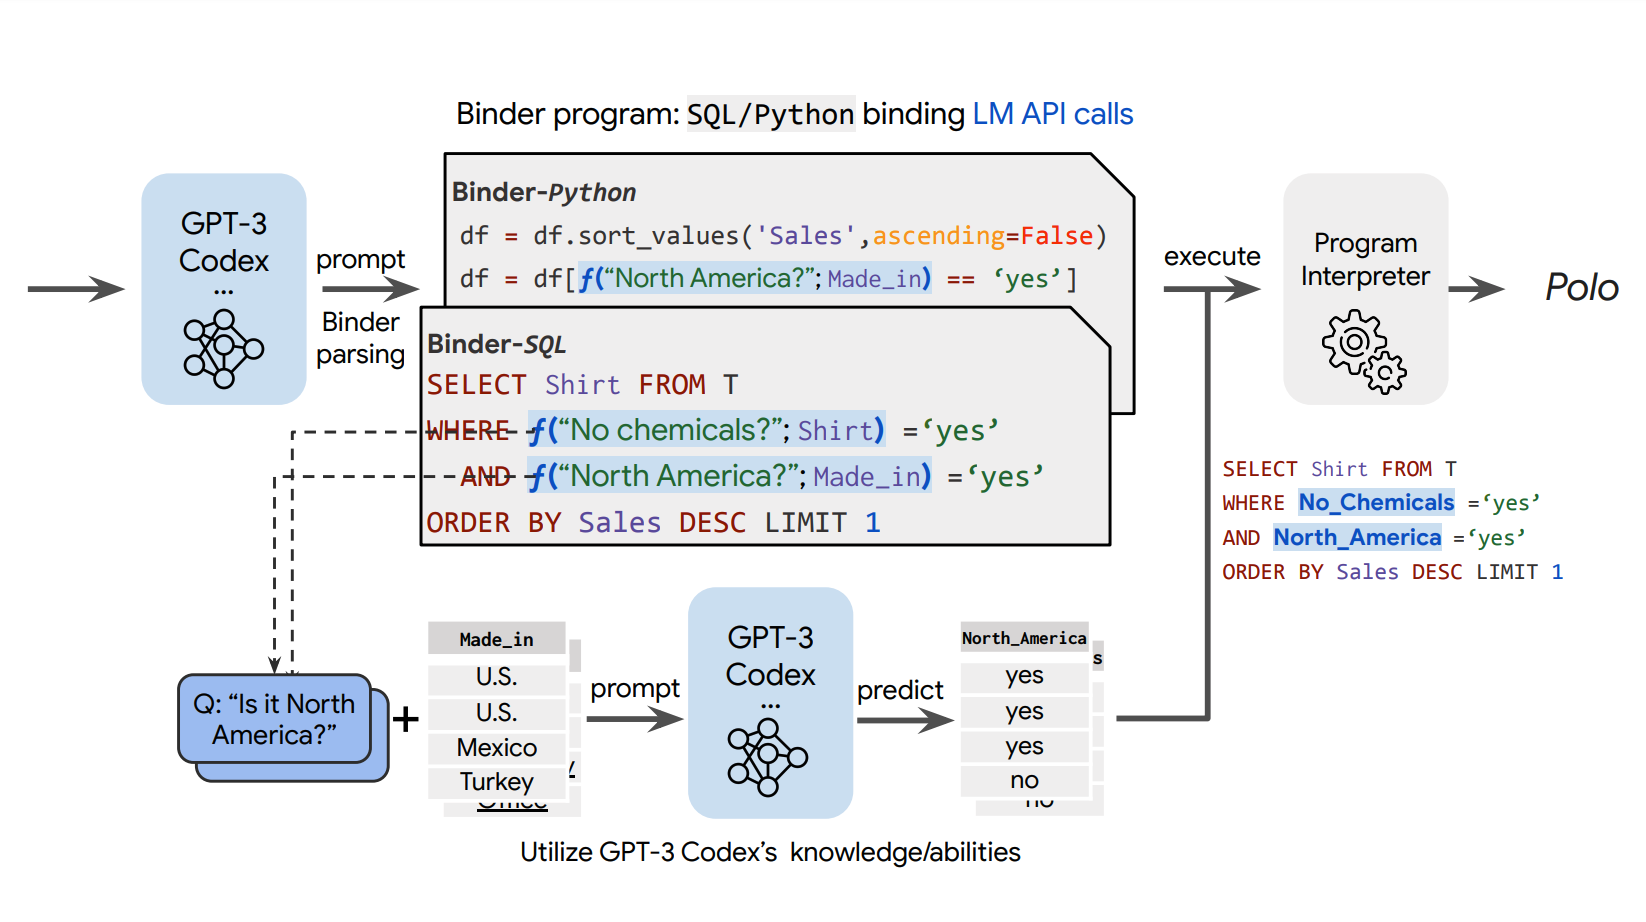 Binder program: SQL/Python binding LM API calls
GPT-3
Codex
...
prompt
Binder
parsing
Binder-Python
df = df.sort_values('Sales',ascending=False)
df = df[ƒ(“North America?”; Made_in) == ‘yes’]
Binder-SQL
SELECT Shirt FROM T
WHERE ƒ(“No chemicals?”; Shirt) =‘yes’
AND ƒ(“North America?”; Made_in) =‘yes’
ORDER BY Sales DESC LIMIT 1
execute
Program
Interpreter
Polo
SELECT Shirt FROM T
WHERE No_Chemicals =‘yes’
AND North_America =‘yes’
ORDER BY Sales DESC LIMIT 1
Q: “Is it North
America?”
+
Made_in
U.S.
U.S.
Mexico
Turkey
prompt
GPT-3
Codex
...
predict
North_America
s
yes
yes
yes
no
no
Utilize GPT-3 Codex’s knowledge/abilities